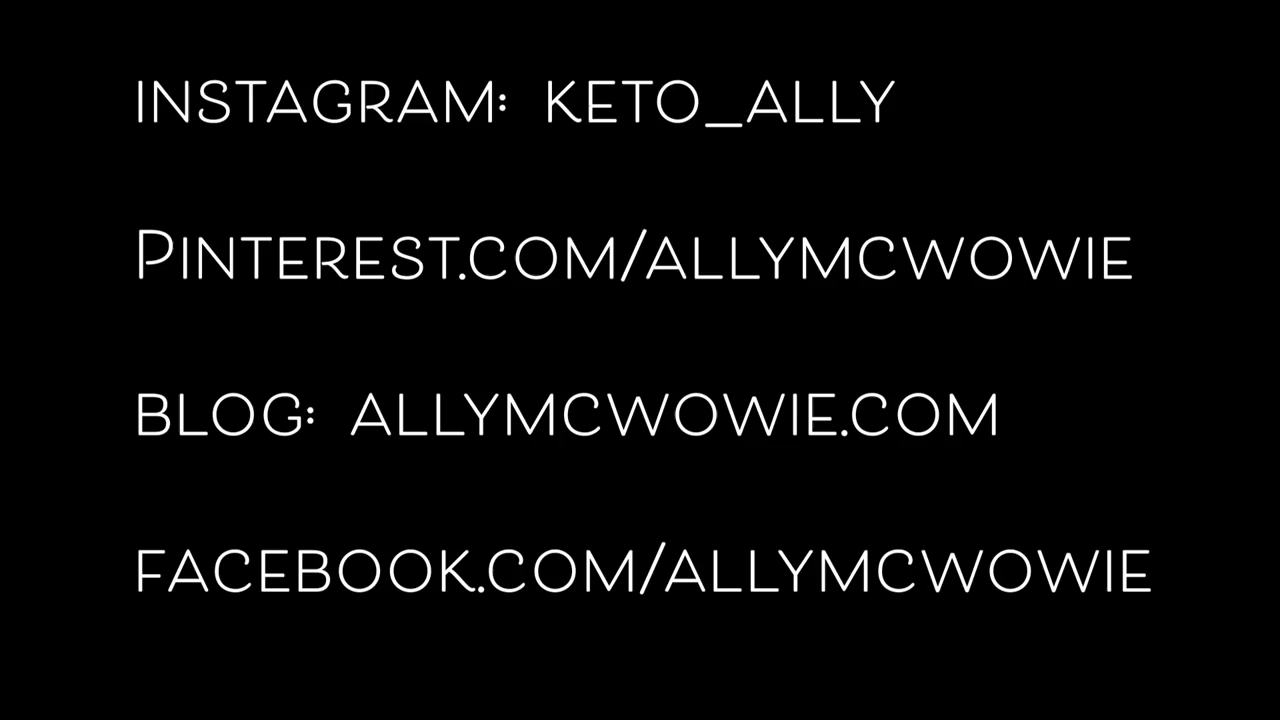 INSTAGRAM: KETO_ALLY
PINTEREST.COM/ALLYMCWOWIE
BLOG: ALLYMCWOWIE.COM
FACEBOOK.COM/ALLYMCWOWIE